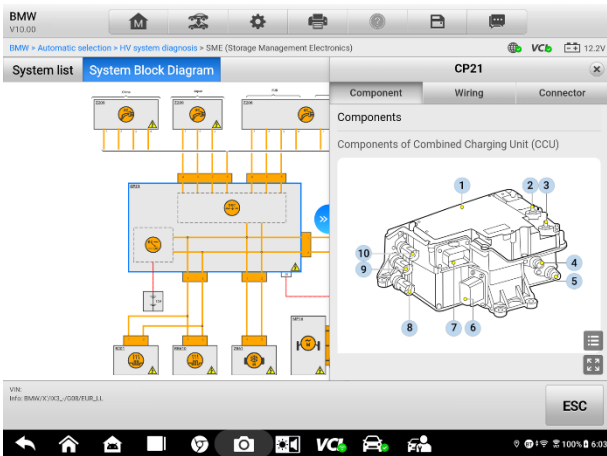 BMW
V10.00
BMW > Automatic selection > HV system diagnosis > SME (Storage Management Electronics)
VCI
12.2V
System list
System Block Diagram
CP21
Component
Wiring
Connector
Components
Components of Combined Charging Unit (CCU)
1
2
3
4
5
6
7
8
9
10
VIN:
Info: BMW/X'/iX3_-/G08/EUR_LL
ESC
VCI
100%
6:03